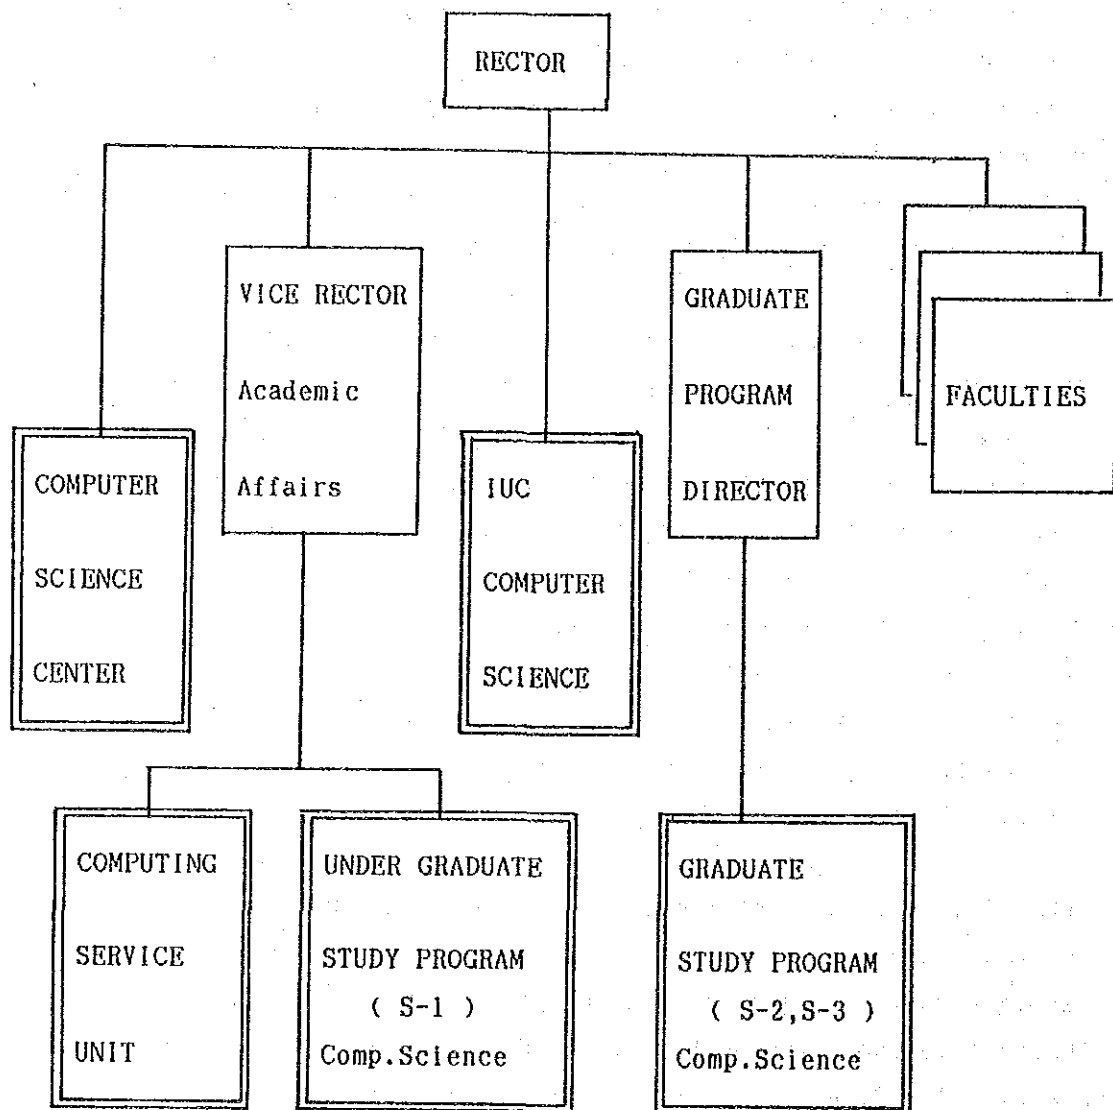 RECTOR
VICE RECTOR
Academic
Affairs
GRADUATE
PROGRAM
DIRECTOR
FACULTIES
COMPUTER
SCIENCE
CENTER
IUC
COMPUTER
SCIENCE
COMPUTING
SERVICE
UNIT
UNDER GRADUATE
STUDY PROGRAM
( S-1 )
Comp.Science
GRADUATE
STUDY PROGRAM
( S-2,S-3 )
Comp.Science